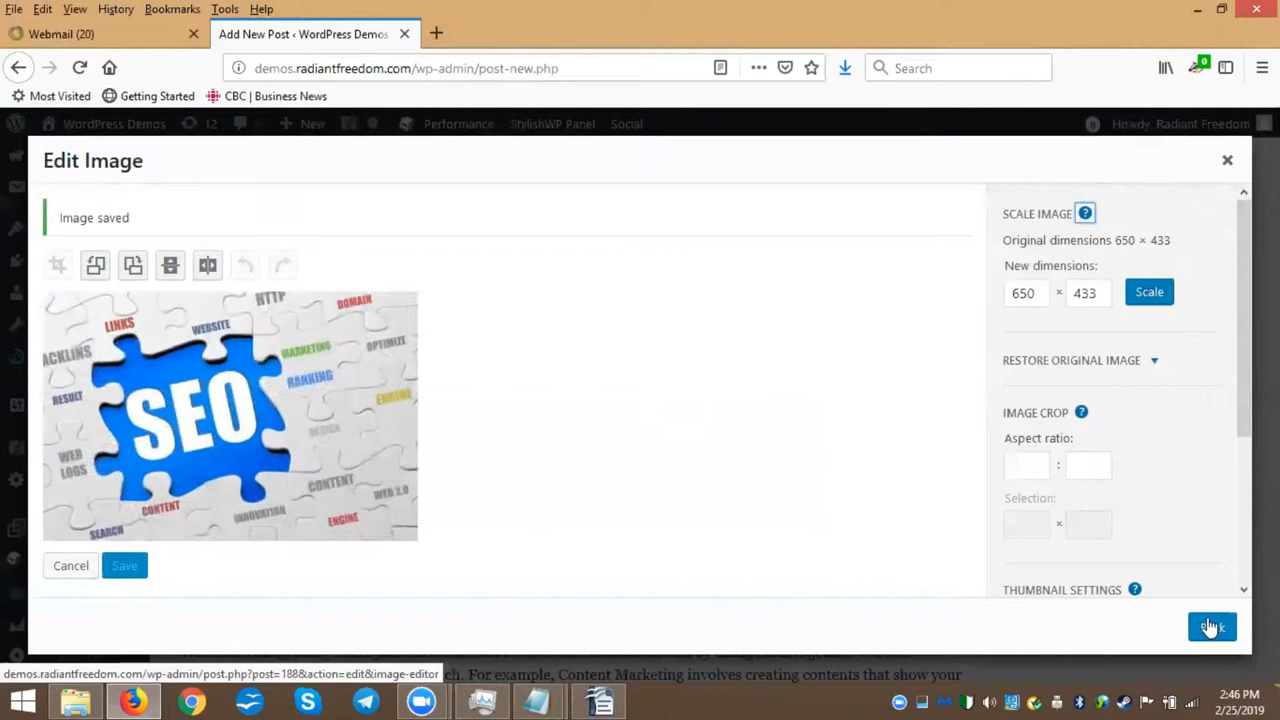 File Edit View History Bookmarks Tools Help
Webmail (20)
Add New Post ‹ WordPress Demos
demos.radiantfreedom.com/wp-admin/post-new.php
Search
Most Visited Getting Started CBC | Business News
WordPress Demos 12 New Performance StylishWP Panel Social 0 Howdy, Radiant Freedom
Edit Image
Image saved
SCALE IMAGE
Original dimensions 650 × 433
New dimensions:
650 × 433 Scale
RESTORE ORIGINAL IMAGE
IMAGE CROP
Aspect ratio:
:
Selection:
×
THUMBNAIL SETTINGS
HTTP
DOMAIN
LINKS
WEBSITE
ACKLINKS
MARKETING
OPTIMIZE
RANKING
RESULT
ENGINE
SEO
DESIGN
WEB LOGS
CONTENT
WEB 2.0
CONTENT
INNOVATION
ENGINE
SEARCH
Cancel Save
demos.radiantfreedom.com/wp-admin/post.php?post=188&action=edit&image-editor
ch. For example, Content Marketing involves creating contents that show your
2:46 PM
2/25/2019